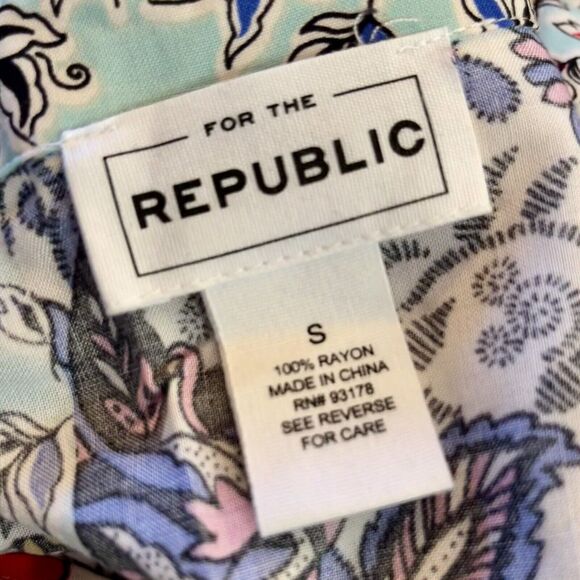 FOR THE
REPUBLIC
S
100% RAYON
MADE IN CHINA
RN# 93178
SEE REVERSE
FOR CARE